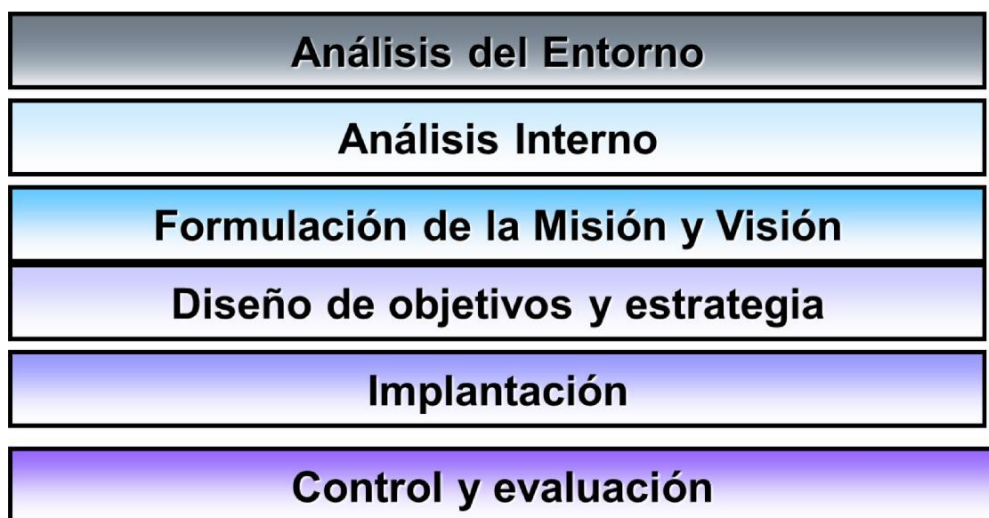 Análisis del Entorno
Análisis Interno
Formulación de la Misión y Visión
Diseño de objetivos y estrategia
Implantación
Control y evaluación